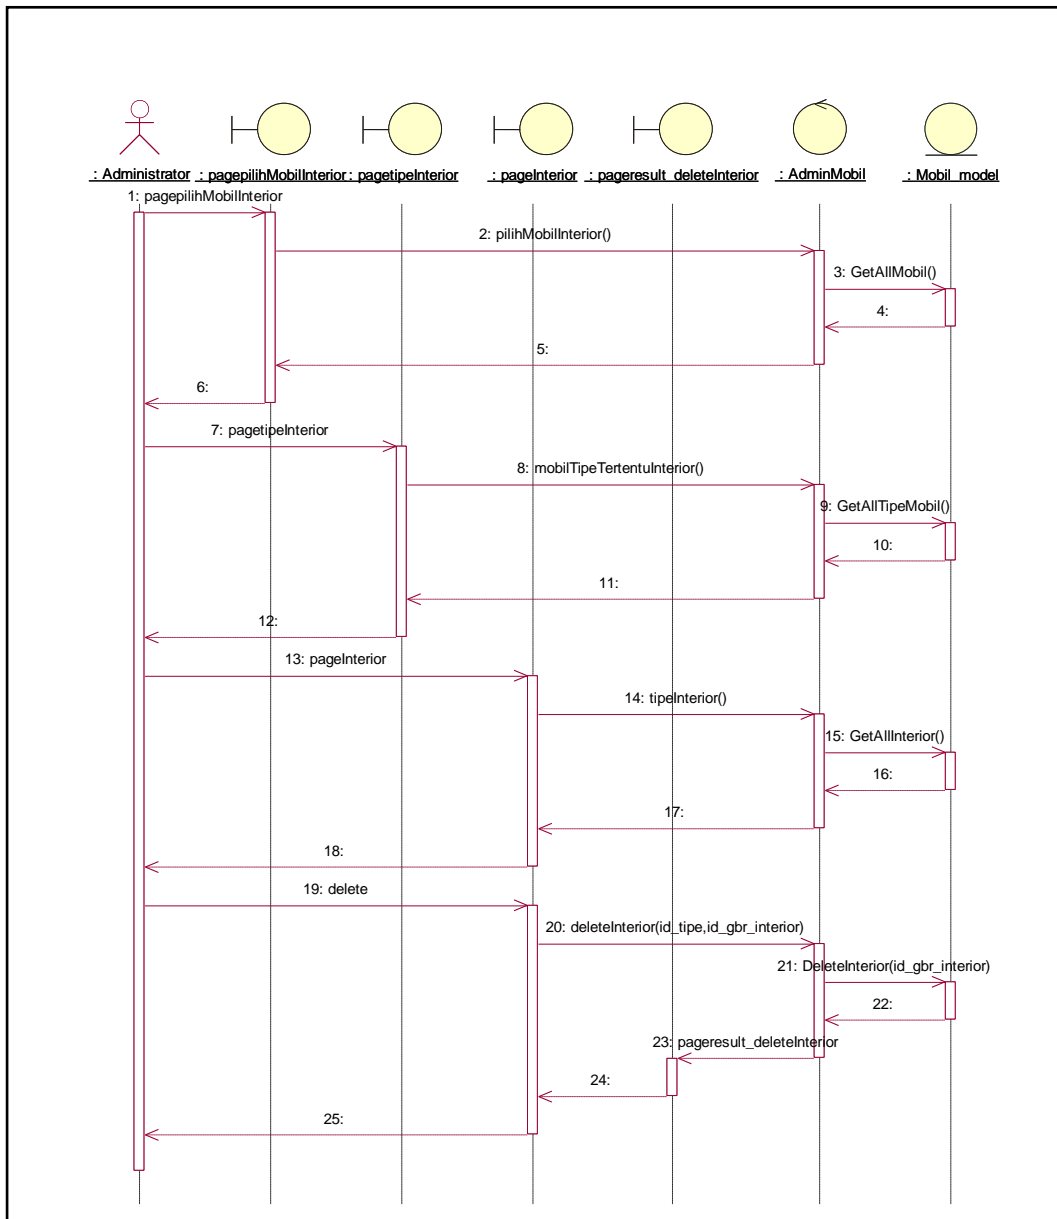 : Administrator
: pagepilihMobilInterior
: pagetipeInterior
: pageInterior
: pageresult_deleteInterior
: AdminMobil
: Mobil_model
1: pagepilihMobilInterior
2: pilihMobilInterior()
3: GetAllMobil()
4:
5:
6:
7: pagetipeInterior
8: mobilTipeTertentuInterior()
9: GetAllTipeMobil()
10:
11:
12:
13: pageInterior
14: tipeInterior()
15: GetAllInterior()
16:
17:
18:
19: delete
20: deleteInterior(id_tipe,id_gbr_interior)
21: DeleteInterior(id_gbr_interior)
22:
23: pageresult_deleteInterior
24:
25: